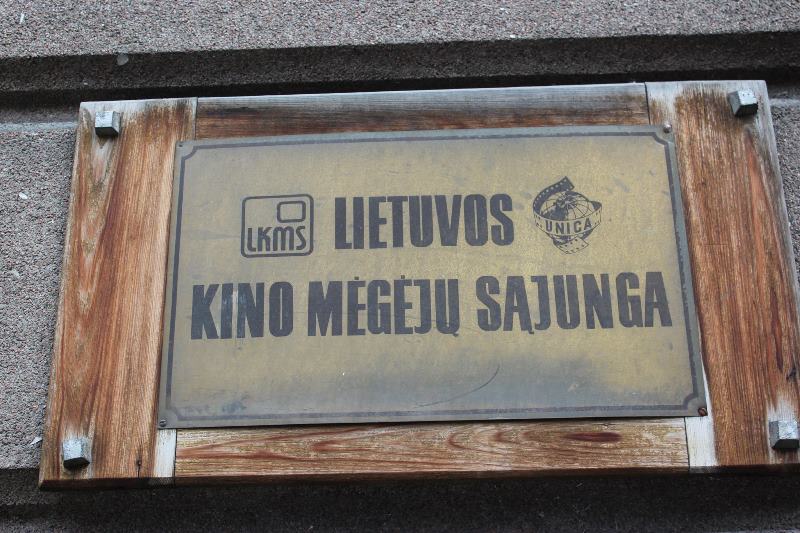 LKMS LIETUVOS UNICA
KINO MĖGĖJŲ SĄJUNGA